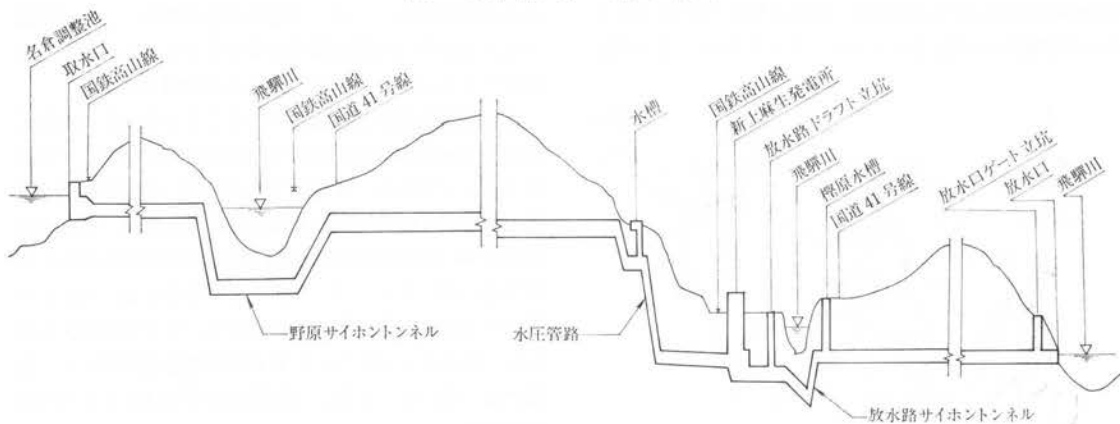 名倉調整池
取水口
国鉄高山線
飛驒川
国鉄高山線
国道41号線
水槽
国鉄高山線
新上麻生発電所
放水路ドラフト立坑
飛驒川
樫原水槽
国道41号線
放水口ゲート立坑
放水口
飛驒川
野原サイホントンネル
水圧管路
放水路サイホントンネル